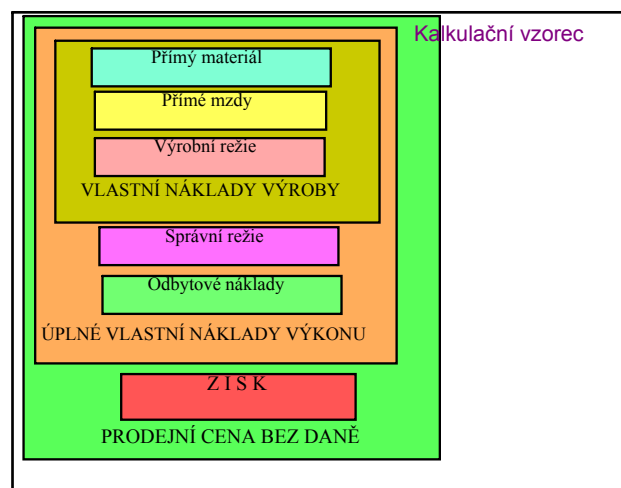 Kalkulační vzorec
Přímý materiál
Přímé mzdy
Výrobní režie
VLASTNÍ NÁKLADY VÝROBY
Správní režie
Odbytové náklady
ÚPLNÉ VLASTNÍ NÁKLADY VÝKONU
Z I S K
PRODEJNÍ CENA BEZ DANĚ